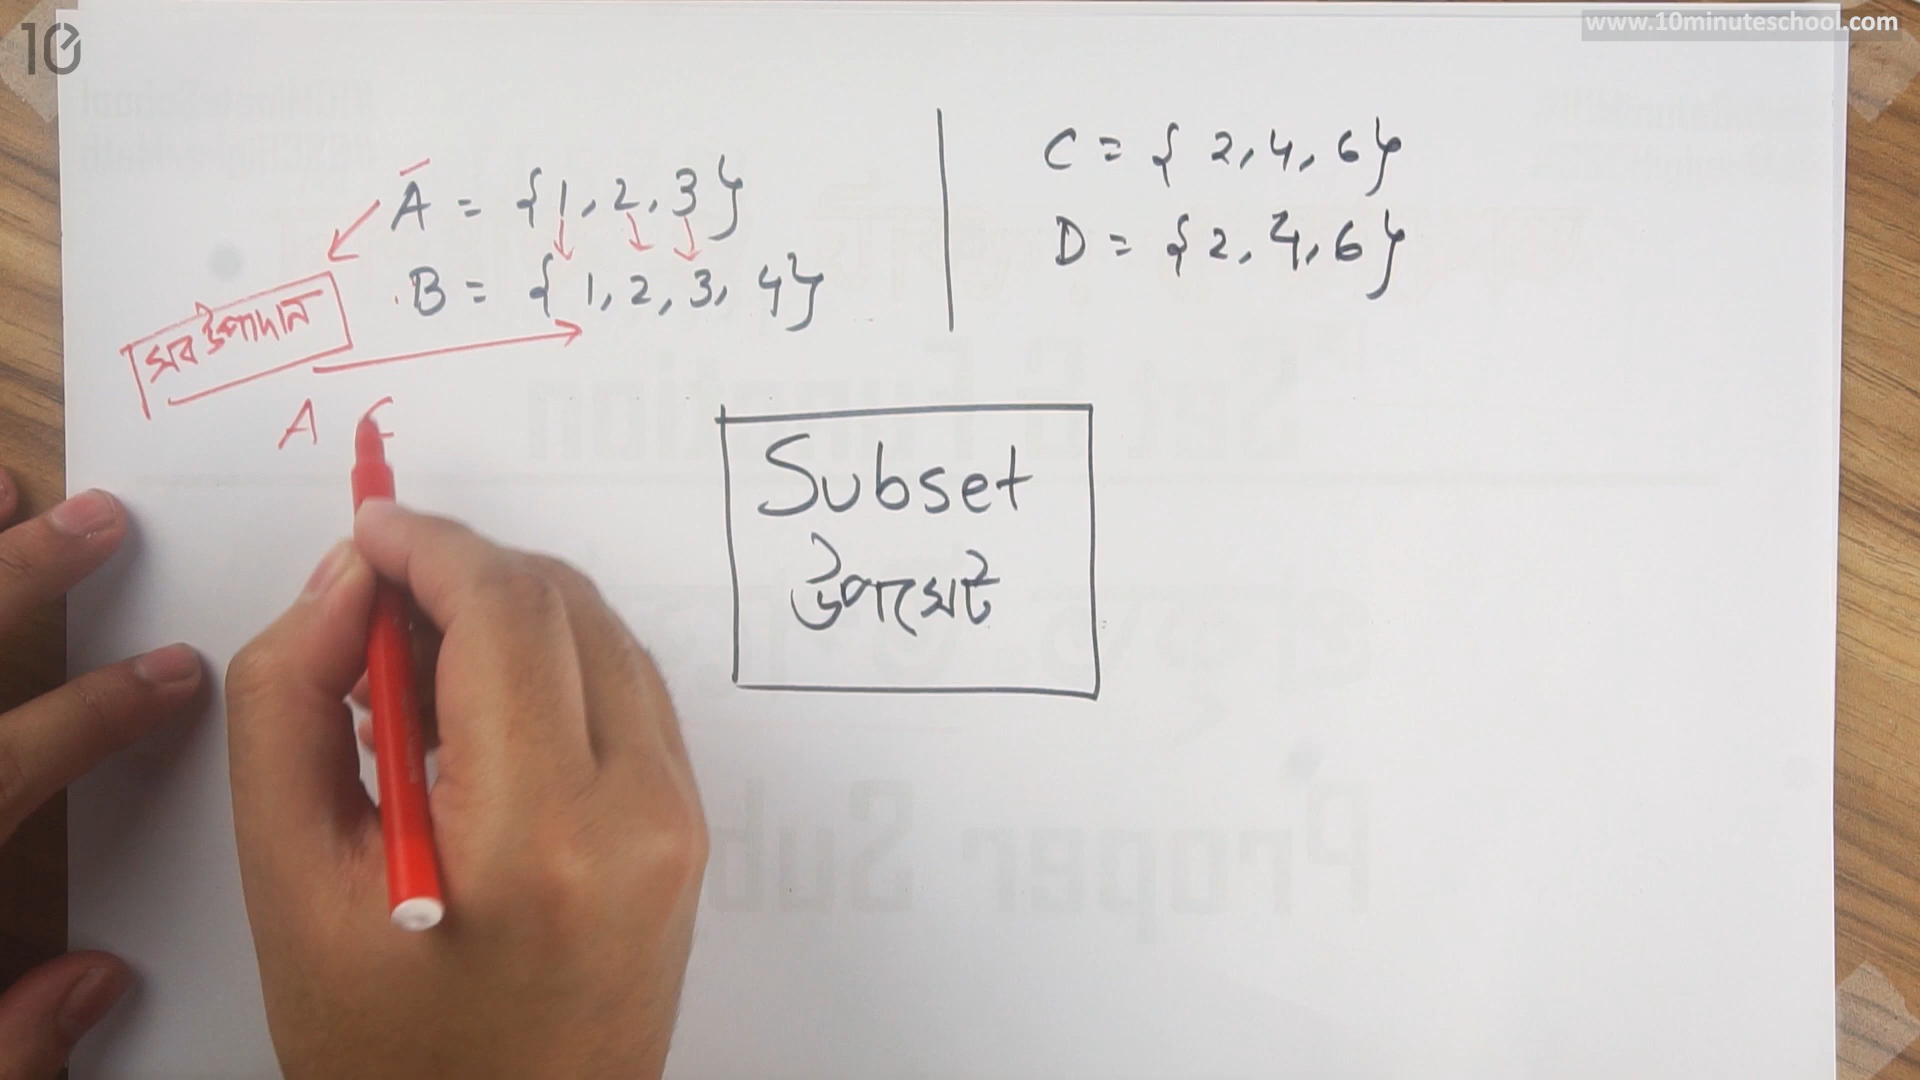 10
www.10minuteschool.com
A = {1, 2, 3}
B = {1, 2, 3, 4}
সব উপাদান
A ⊂
C = { 2, 4, 6}
D = {2, 4, 6}
Subset
উপসেট